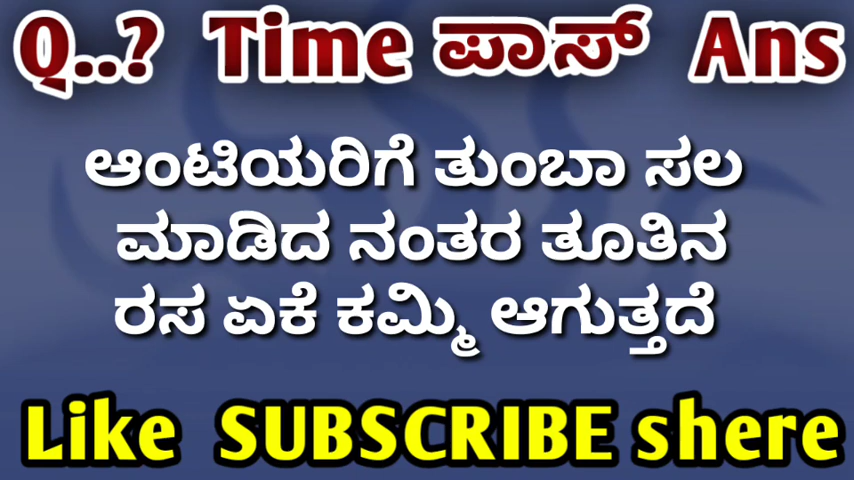 Q..? Time ಪಾಸ್ Ans
ಆಂಟಿಯರಿಗೆ ತುಂಬಾ ಸಲ
ಮಾಡಿದ ನಂತರ ತೂತಿನ
ರಸ ಏಕೆ ಕಮ್ಮಿ ಆಗುತ್ತದೆ
Like SUBSCRIBE shere